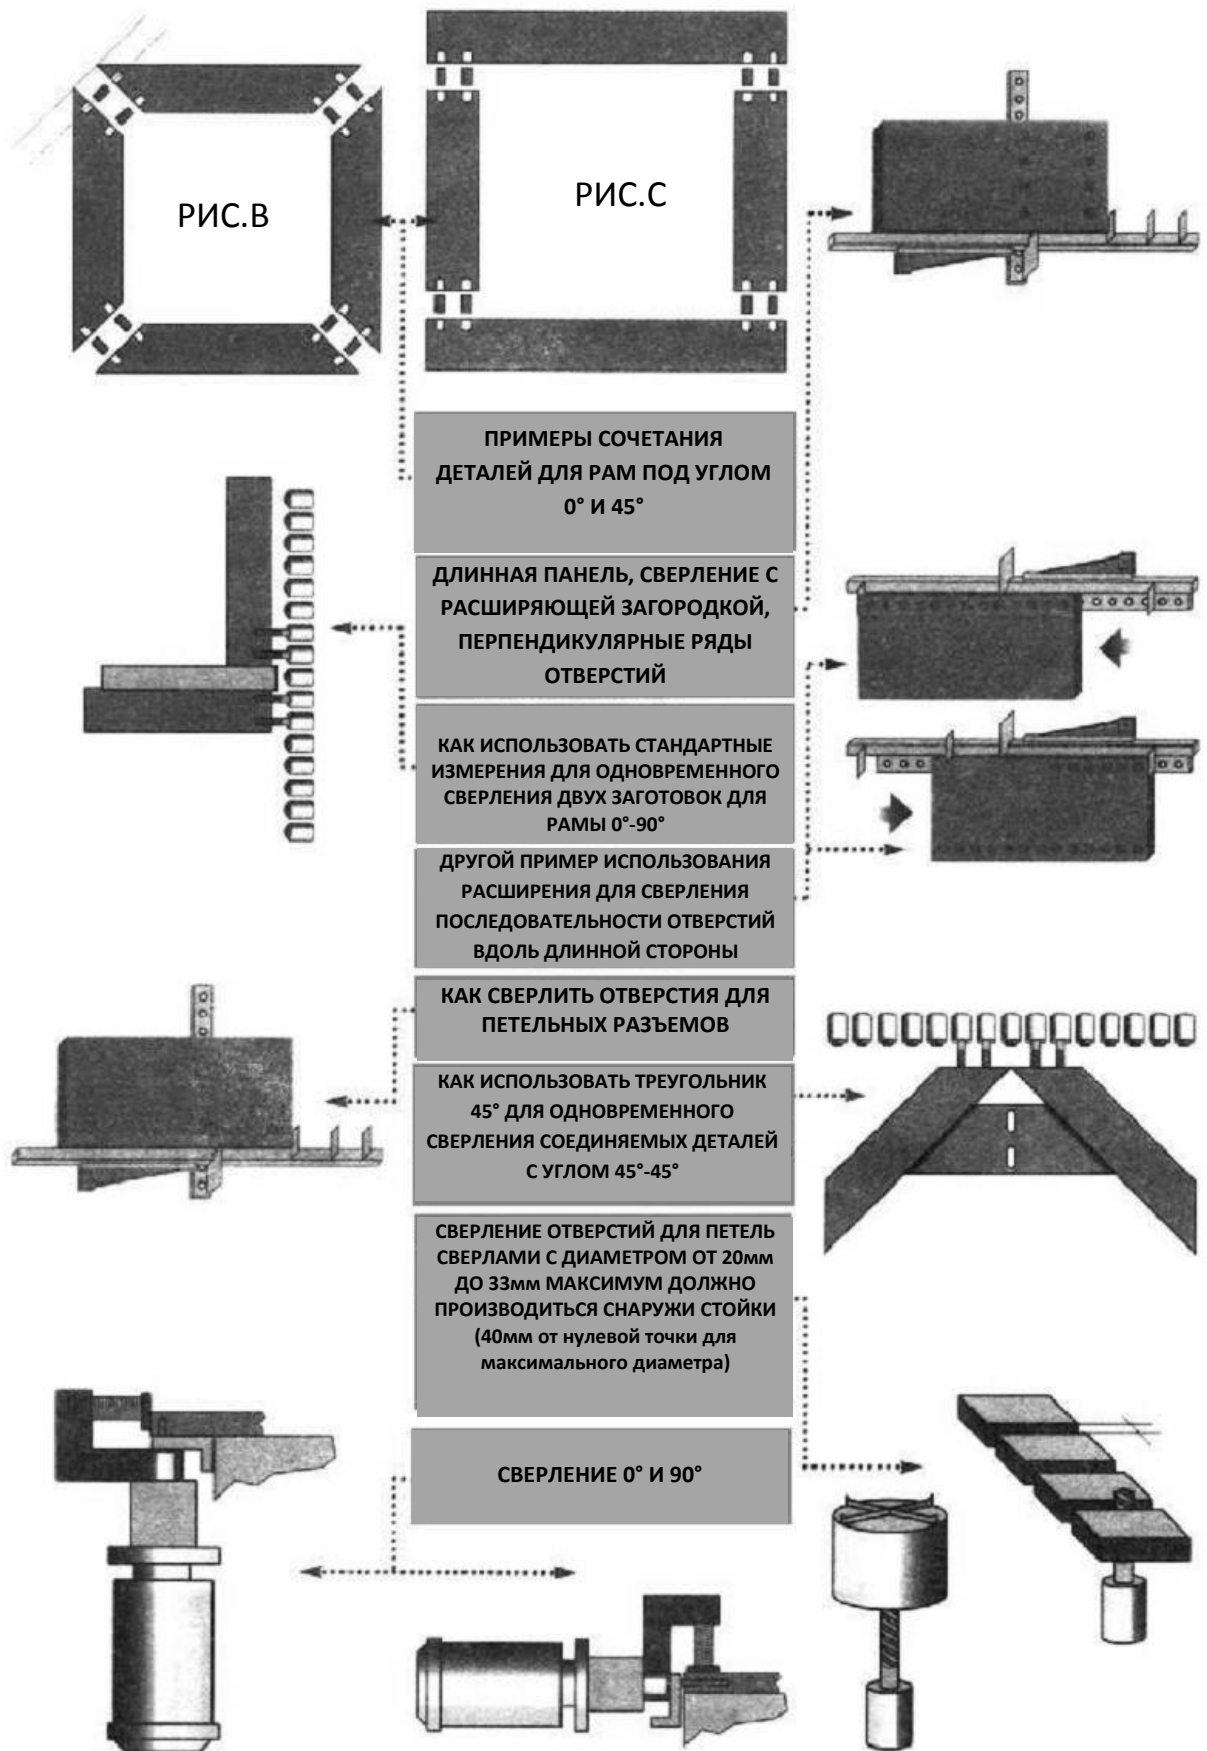 РИС.В
РИС.С
ПРИМЕРЫ СОЧЕТАНИЯ
ДЕТАЛЕЙ ДЛЯ РАМ ПОД УГЛОМ
0° И 45°
ДЛИННАЯ ПАНЕЛЬ, СВЕРЛЕНИЕ С
РАСШИРЯЮЩЕЙ ЗАГОРОДКОЙ,
ПЕРПЕНДИКУЛЯРНЫЕ РЯДЫ
ОТВЕРСТИЙ
КАК ИСПОЛЬЗОВАТЬ СТАНДАРТНЫЕ
ИЗМЕРЕНИЯ ДЛЯ ОДНОВРЕМЕННОГО
СВЕРЛЕНИЯ ДВУХ ЗАГОТОВОК ДЛЯ
РАМЫ 0°-90°
ДРУГОЙ ПРИМЕР ИСПОЛЬЗОВАНИЯ
РАСШИРЕНИЯ ДЛЯ СВЕРЛЕНИЯ
ПОСЛЕДОВАТЕЛЬНОСТИ ОТВЕРСТИЙ
ВДОЛЬ ДЛИННОЙ СТОРОНЫ
КАК СВЕРЛИТЬ ОТВЕРСТИЯ ДЛЯ
ПЕТЕЛЬНЫХ РАЗЪЕМОВ
КАК ИСПОЛЬЗОВАТЬ ТРЕУГОЛЬНИК
45° ДЛЯ ОДНОВРЕМЕННОГО
СВЕРЛЕНИЯ СОЕДИНЯЕМЫХ ДЕТАЛЕЙ
С УГЛОМ 45°-45°
СВЕРЛЕНИЕ ОТВЕРСТИЙ ДЛЯ ПЕТЕЛЬ
СВЕРЛАМИ С ДИАМЕТРОМ ОТ 20мм
ДО 33мм МАКСИМУМ ДОЛЖНО
ПРОИЗВОДИТЬСЯ СНАРУЖИ СТОЙКИ
(40мм от нулевой точки для
максимального диаметра)
СВЕРЛЕНИЕ 0° И 90°